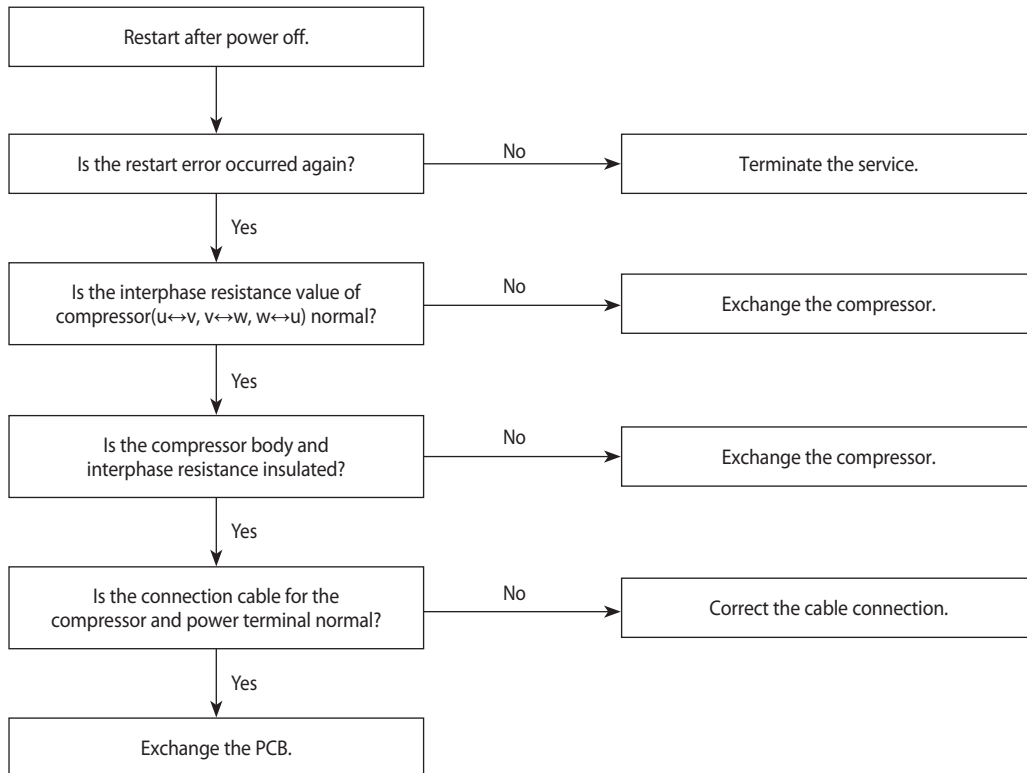 Restart after power off.
Is the restart error occurred again?
No
Terminate the service.
Yes
Is the interphase resistance value of
compressor(u↔v, v↔w, w↔u) normal?
No
Exchange the compressor.
Yes
Is the compressor body and
interphase resistance insulated?
No
Exchange the compressor.
Yes
Is the connection cable for the
compressor and power terminal normal?
No
Correct the cable connection.
Yes
Exchange the PCB.